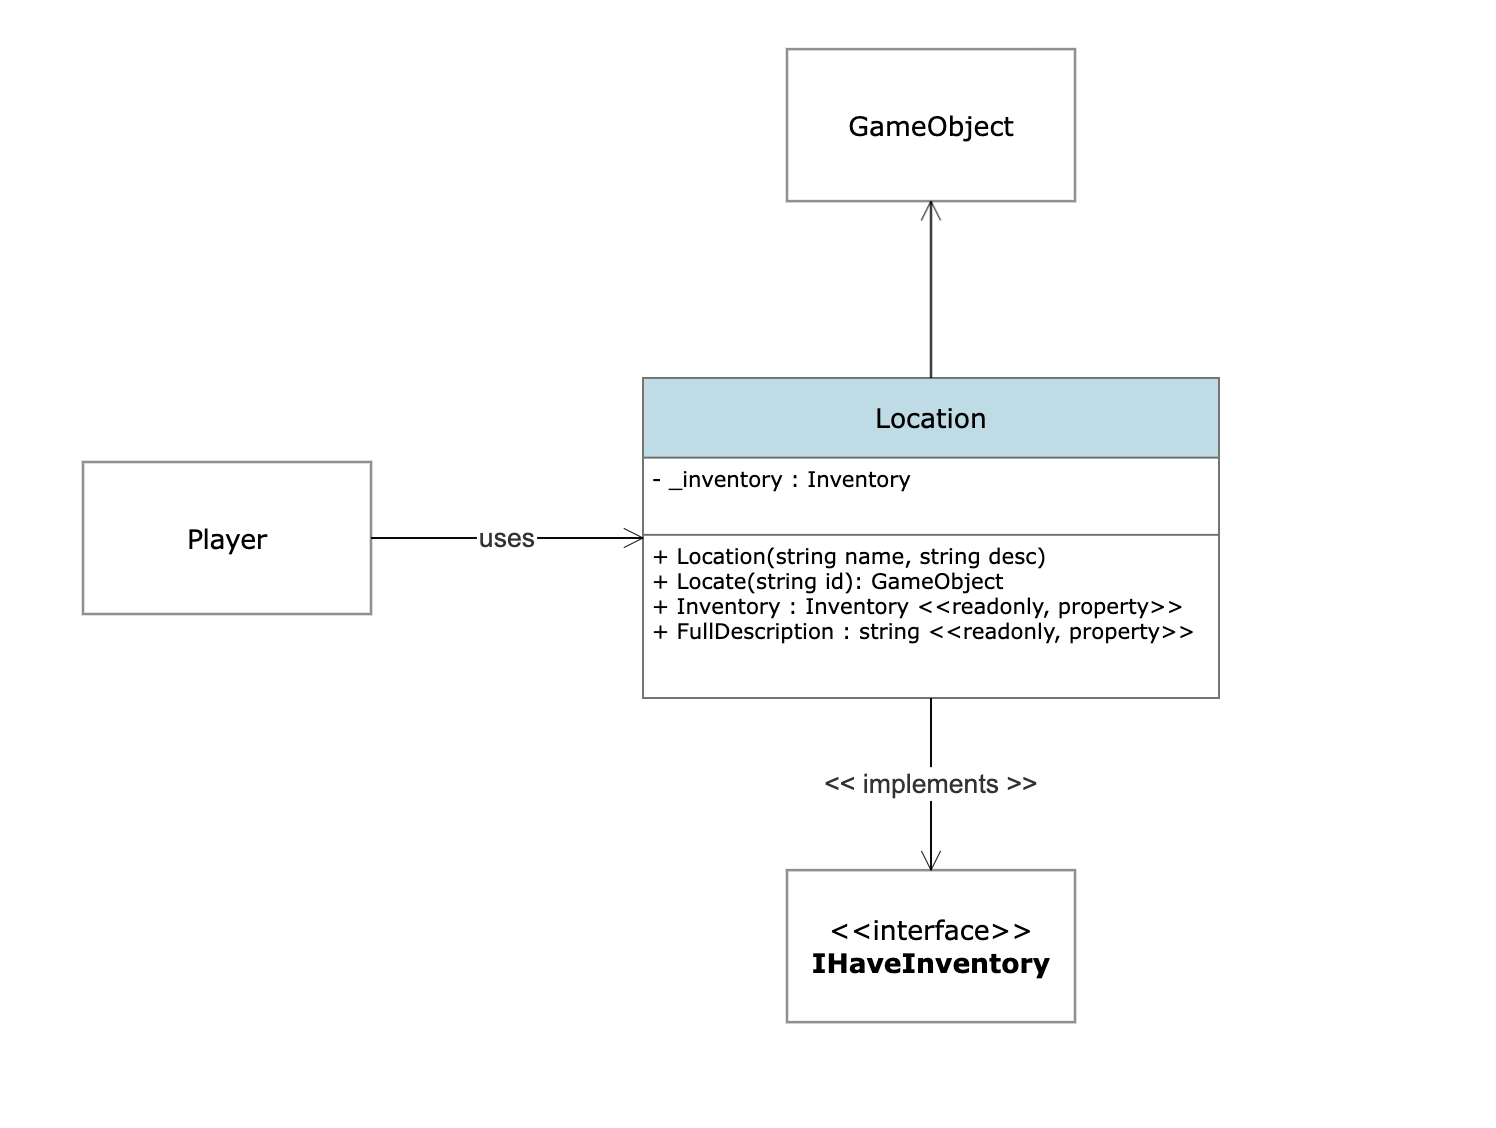 GameObject
Location
- _inventory : Inventory
Player
uses
+ Location(string name, string desc)
+ Locate(string id): GameObject
+ Inventory : Inventory <<readonly, property>>
+ FullDescription : string <<readonly, property>>
<< implements >>
<<interface>>
IHaveInventory